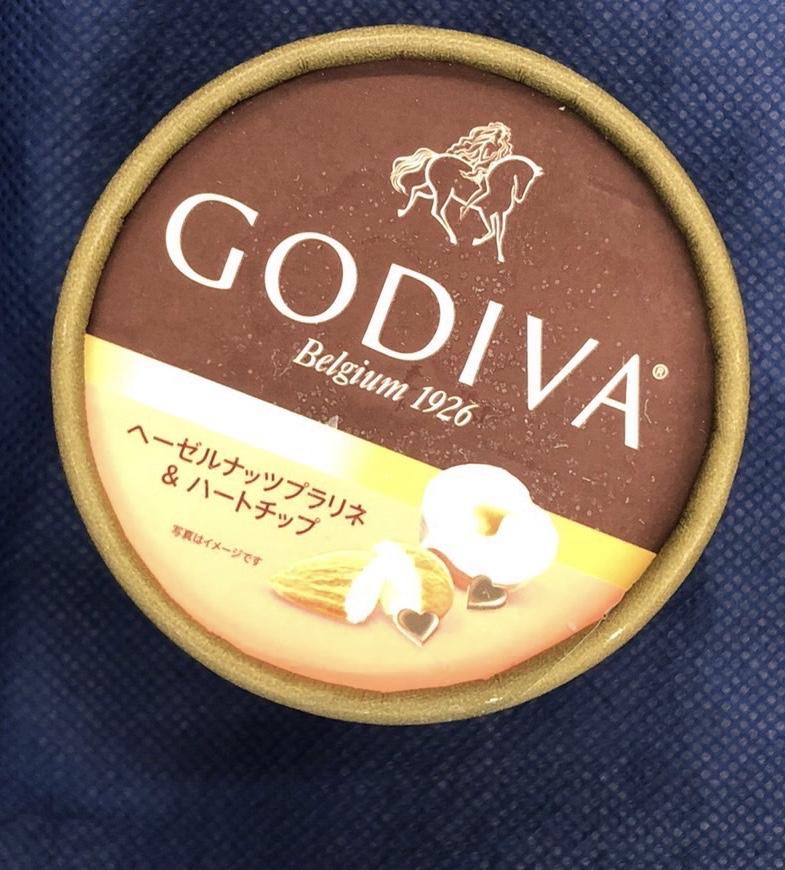 GODIVA®
Belgium 1926
ヘーゼルナッツプラリネ
& ハートチップ
写真はイメージです